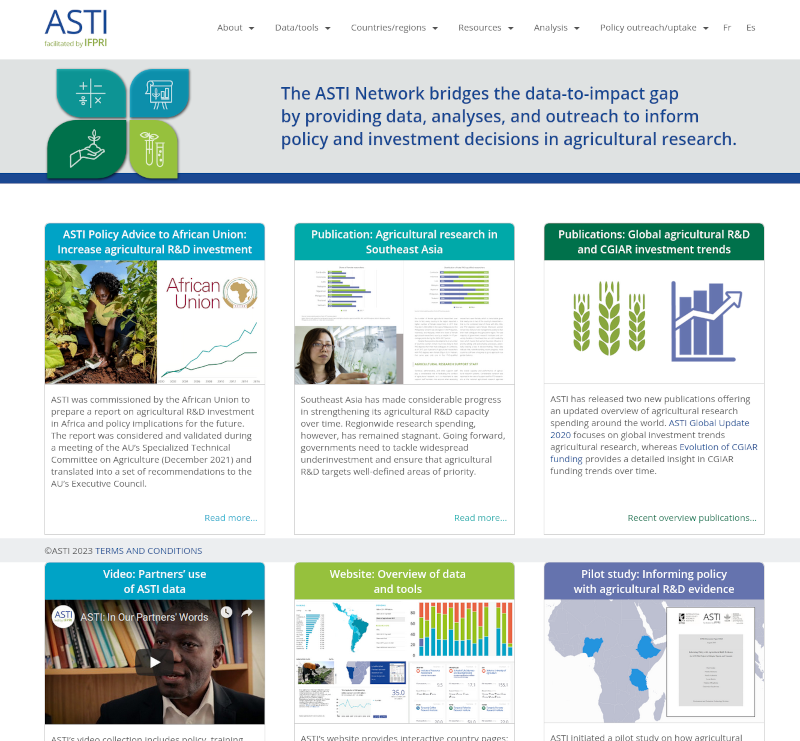 ASTI
facilitated by IFPRI
About
Data/tools
Countries/regions
Resources
Analysis
Policy outreach/uptake
Fr
Es
The ASTI Network bridges the data-to-impact gap
by providing data, analyses, and outreach to inform
policy and investment decisions in agricultural research.
ASTI Policy Advice to African Union:
Increase agricultural R&D investment
African
Union
ASTI was commissioned by the African Union to
prepare a report on agricultural R&D investment
in Africa and policy implications for the future.
The report was considered and validated during
a meeting of the AU's Specialized Technical
Committee on Agriculture (December 2021) and
translated into a set of recommendations to the
AU's Executive Council.
Read more...
Publication: Agricultural research in
Southeast Asia
Southeast Asia has made considerable progress
in strengthening its agricultural R&D capacity
over time. Regionwide research spending,
however, has remained stagnant. Going forward,
governments need to tackle widespread
underinvestment and ensure that agricultural
R&D targets well-defined areas of priority.
Read more...
Publications: Global agricultural R&D
and CGIAR investment trends
ASTI has released two new publications offering
an updated overview of agricultural research
spending around the world. ASTI Global Update
2020 focuses on global investment trends
agricultural research, whereas Evolution of CGIAR
funding provides a detailed insight in CGIAR
funding trends over time.
Recent overview publications...
©ASTI 2023 TERMS AND CONDITIONS
Video: Partners' use
of ASTI data
ASTI
ASTI: In Our Partners' Words
ASTI's video collection includes policy, training,
Website: Overview of data
and tools
100
80
60
40
20
0
35.0
ASTI's website provides interactive country pages;
Pilot study: Informing policy
with agricultural R&D evidence
ASTI
ASTI initiated a pilot study on how agricultural